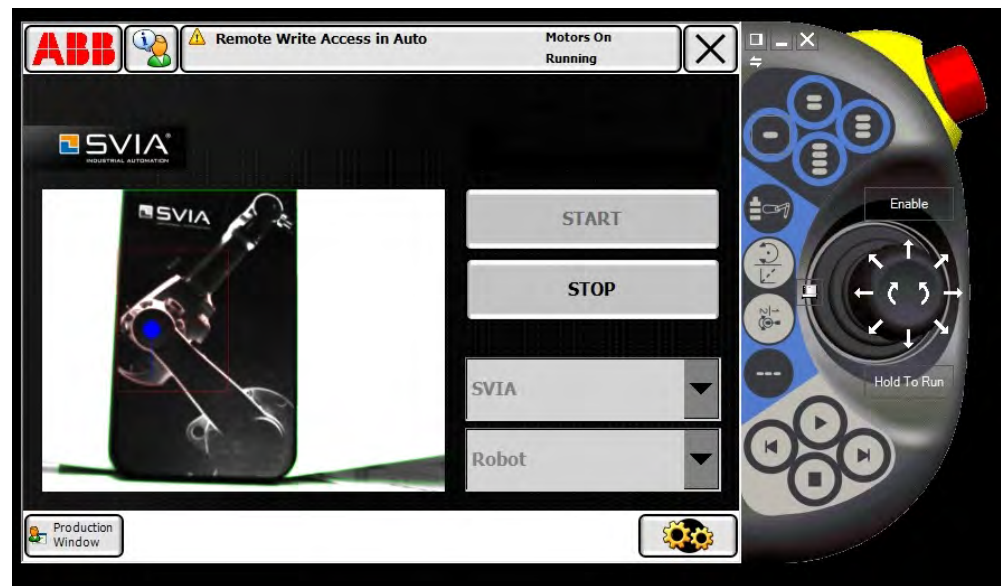 ABB
Remote Write Access in Auto
Motors On
Running
SVIA
INDUSTRIAL AUTOMATION
SVIA
START
STOP
SVIA
Robot
Production
Window
Enable
Hold To Run